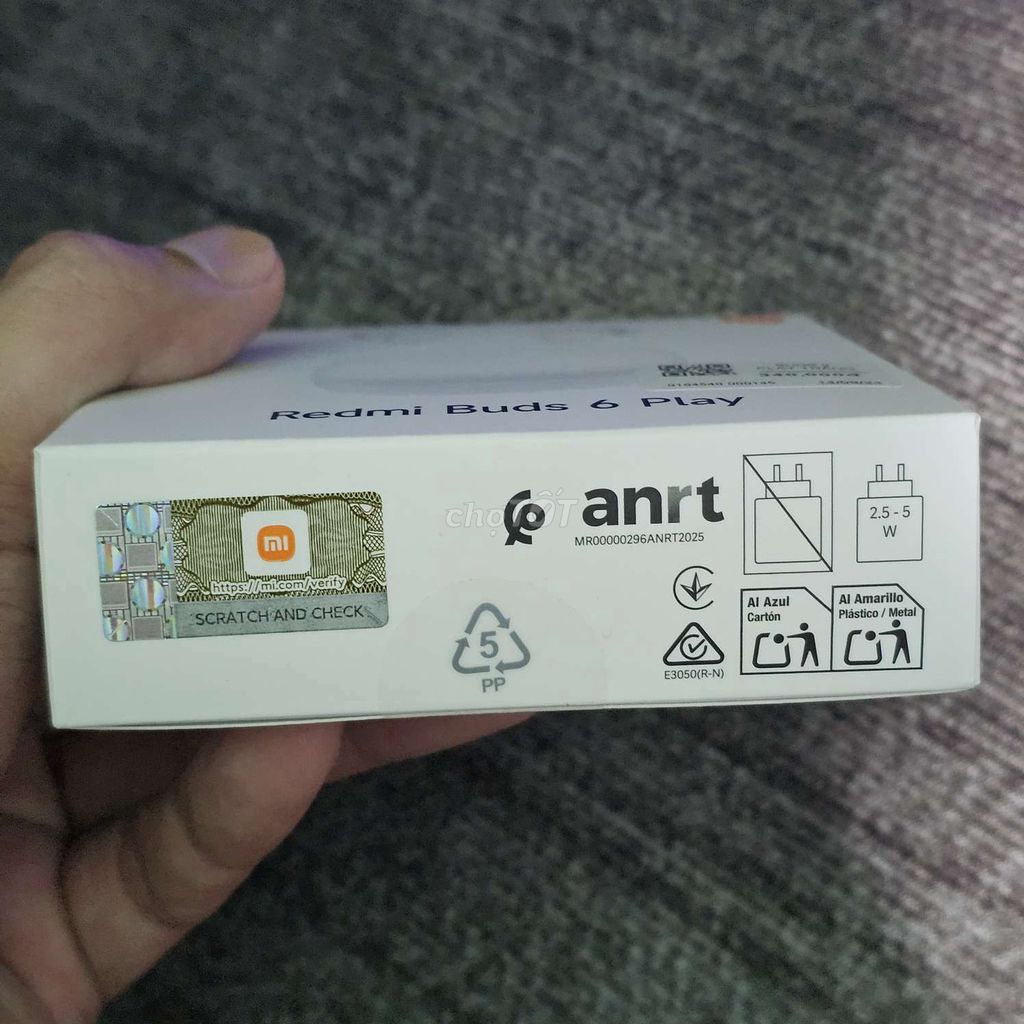 Redmi Buds 6 Play
mi
https://mi.com/verify
SCRATCH AND CHECK
chợTỐT
anrt
MR00000296ANRT2025
2.5 - 5
W
5
PP
E3050(R-N)
Al Azul
Cartón
Al Amarillo
Plástico / Metal